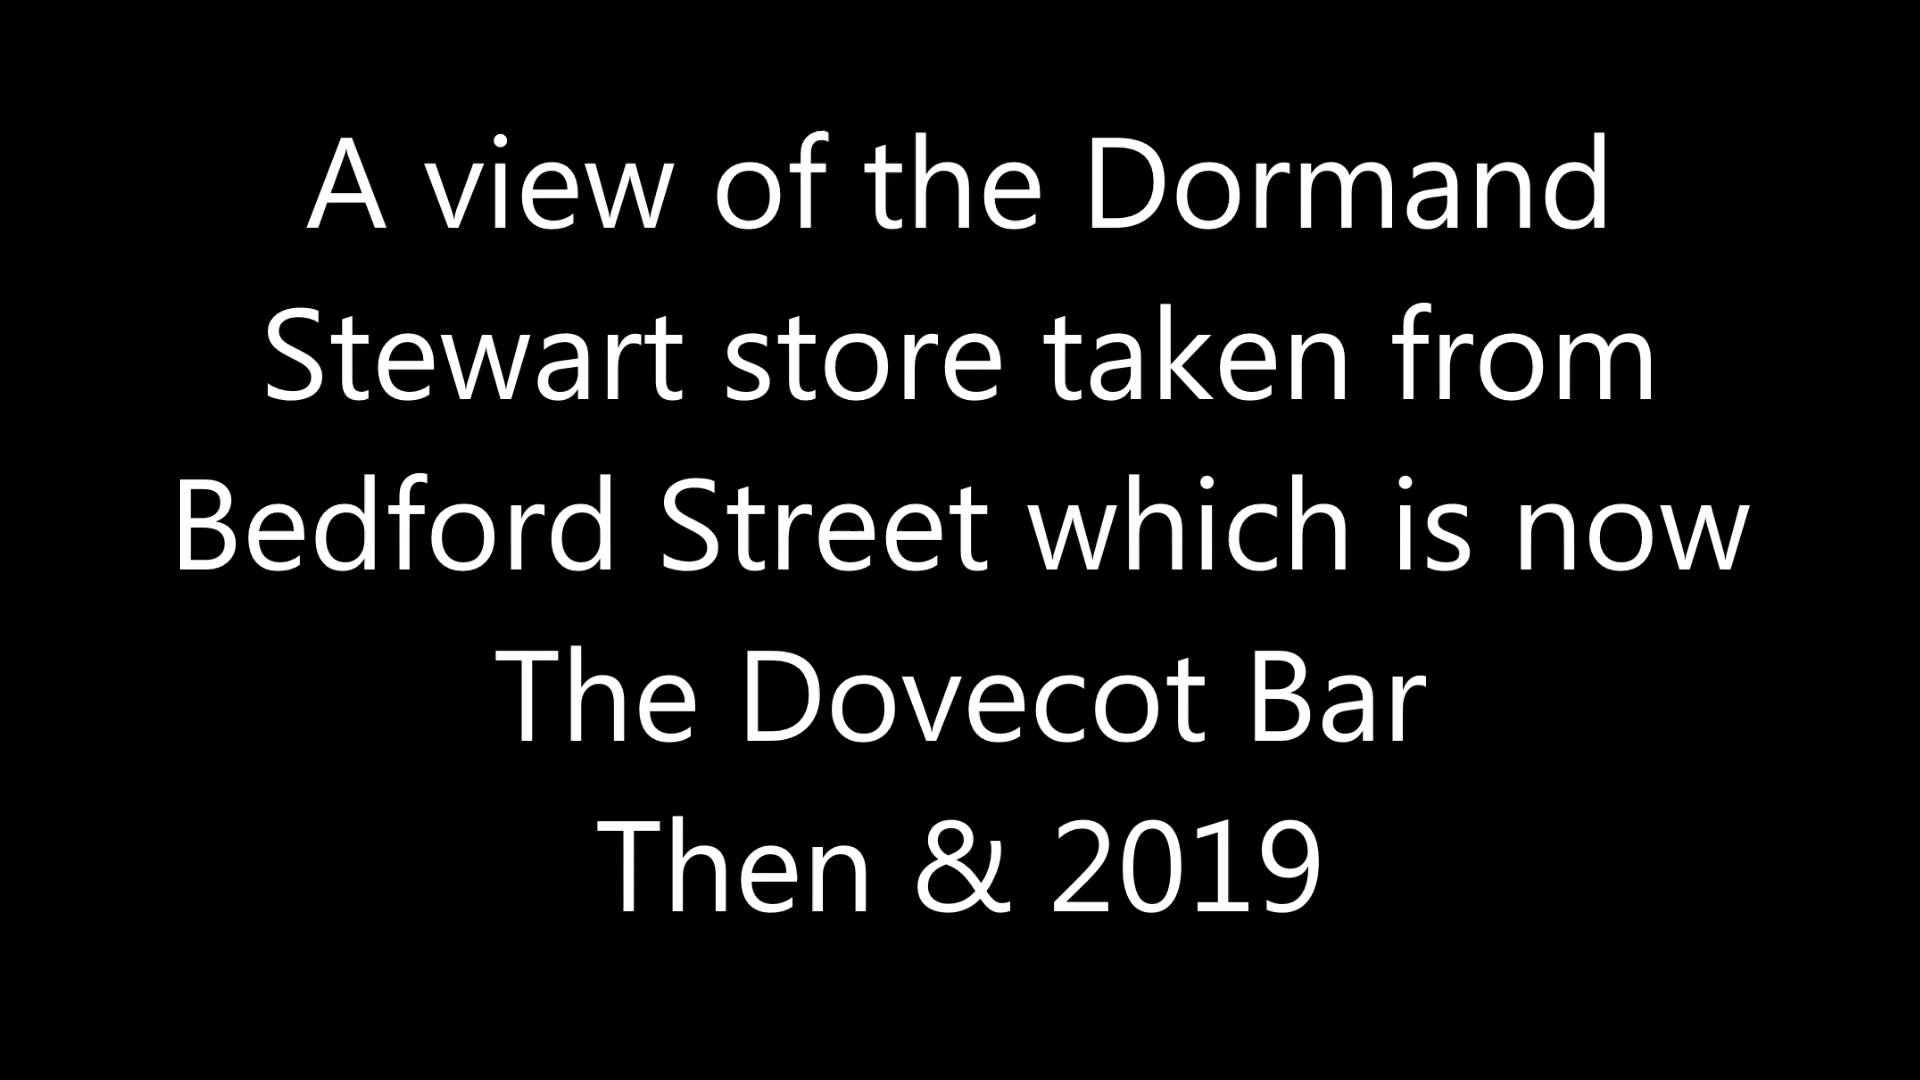 A view of the Dormand
Stewart store taken from
Bedford Street which is now
The Dovecot Bar
Then & 2019